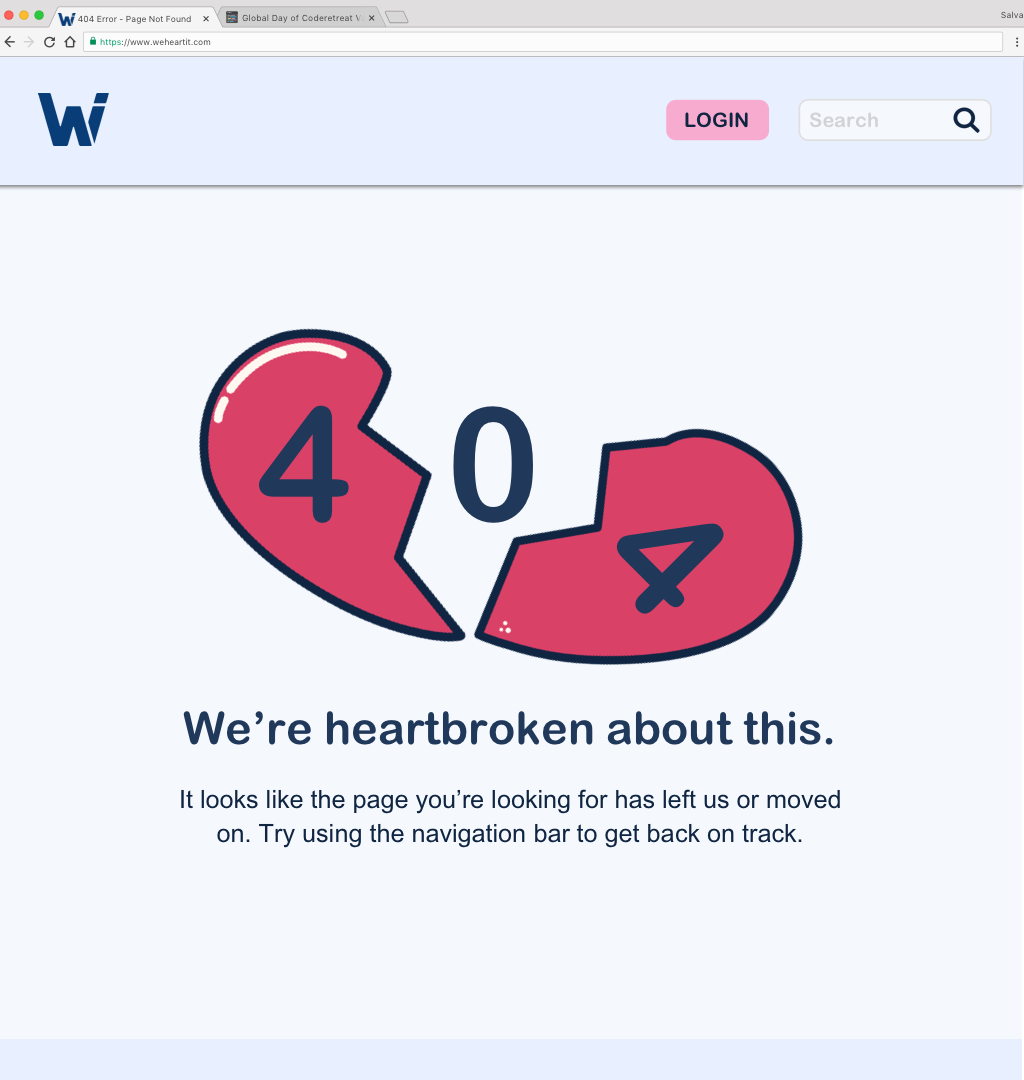 404 Error - Page Not Found
Global Day of Coderetreat
Salva
https://www.weheartit.com
Wi
LOGIN
Search
4 0 4
We’re heartbroken about this.
It looks like the page you’re looking for has left us or moved
on. Try using the navigation bar to get back on track.